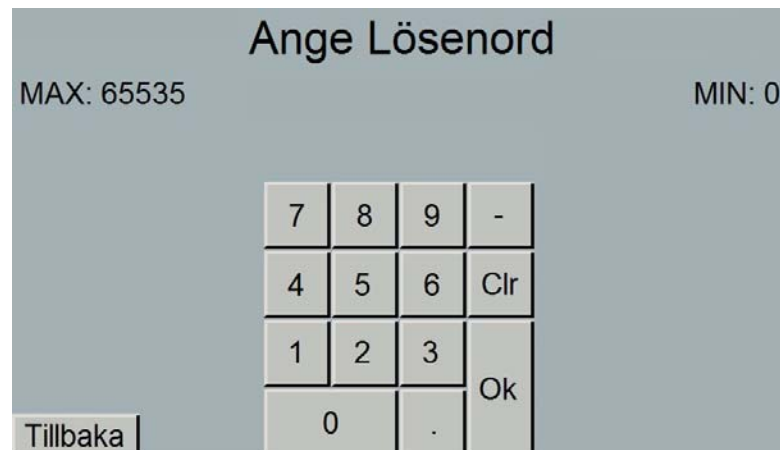 Ange Lösenord
MAX: 65535 MIN: 0
7 8 9 -
4 5 6 Clr
1 2 3
Ok
0 .
Tillbaka